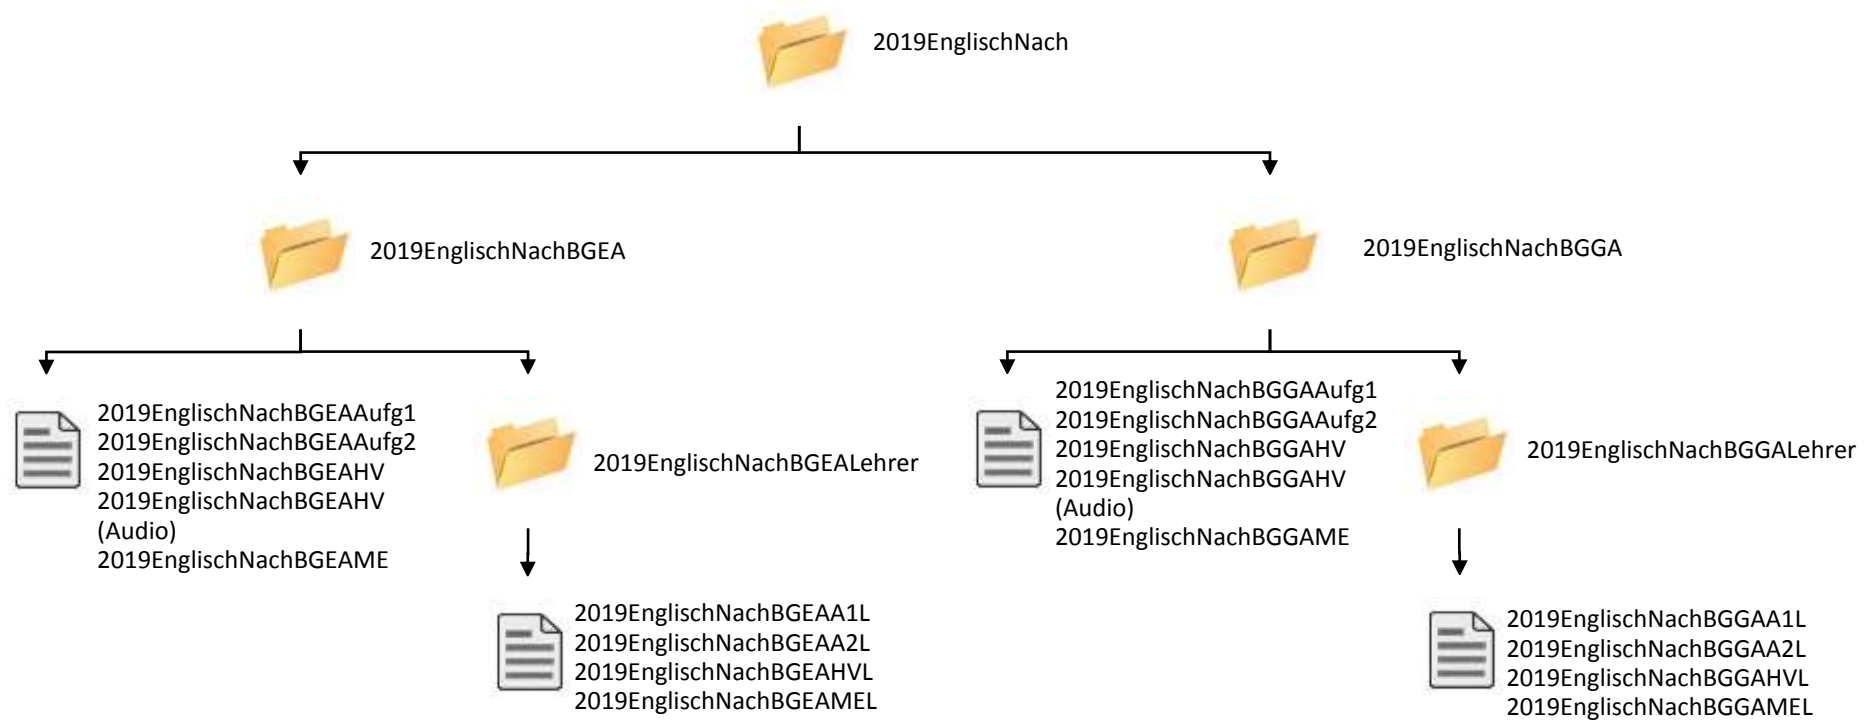 2019EnglischNach
2019EnglischNachBGEA
2019EnglischNachBGGA
2019EnglischNachBGEAAufg1
2019EnglischNachBGEAAufg2
2019EnglischNachBGEAHV
2019EnglischNachBGEAHV
(Audio)
2019EnglischNachBGEAME
2019EnglischNachBGEALehrer
2019EnglischNachBGGAAufg1
2019EnglischNachBGGAAufg2
2019EnglischNachBGGAHV
2019EnglischNachBGGAHV
(Audio)
2019EnglischNachBGGAME
2019EnglischNachBGGALehrer
2019EnglischNachBGEAA1L
2019EnglischNachBGEAA2L
2019EnglischNachBGEAHVL
2019EnglischNachBGEAMEL
2019EnglischNachBGGAA1L
2019EnglischNachBGGAA2L
2019EnglischNachBGGAHVL
2019EnglischNachBGGAMEL